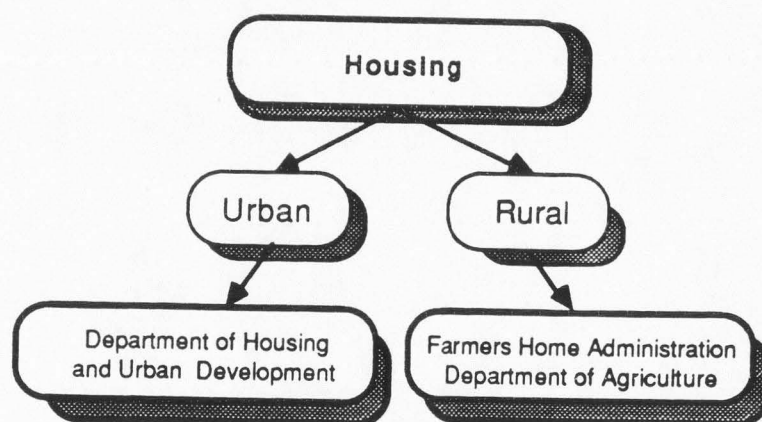 Housing
Urban
Rural
Department of Housing
and Urban Development
Farmers Home Administration
Department of Agriculture